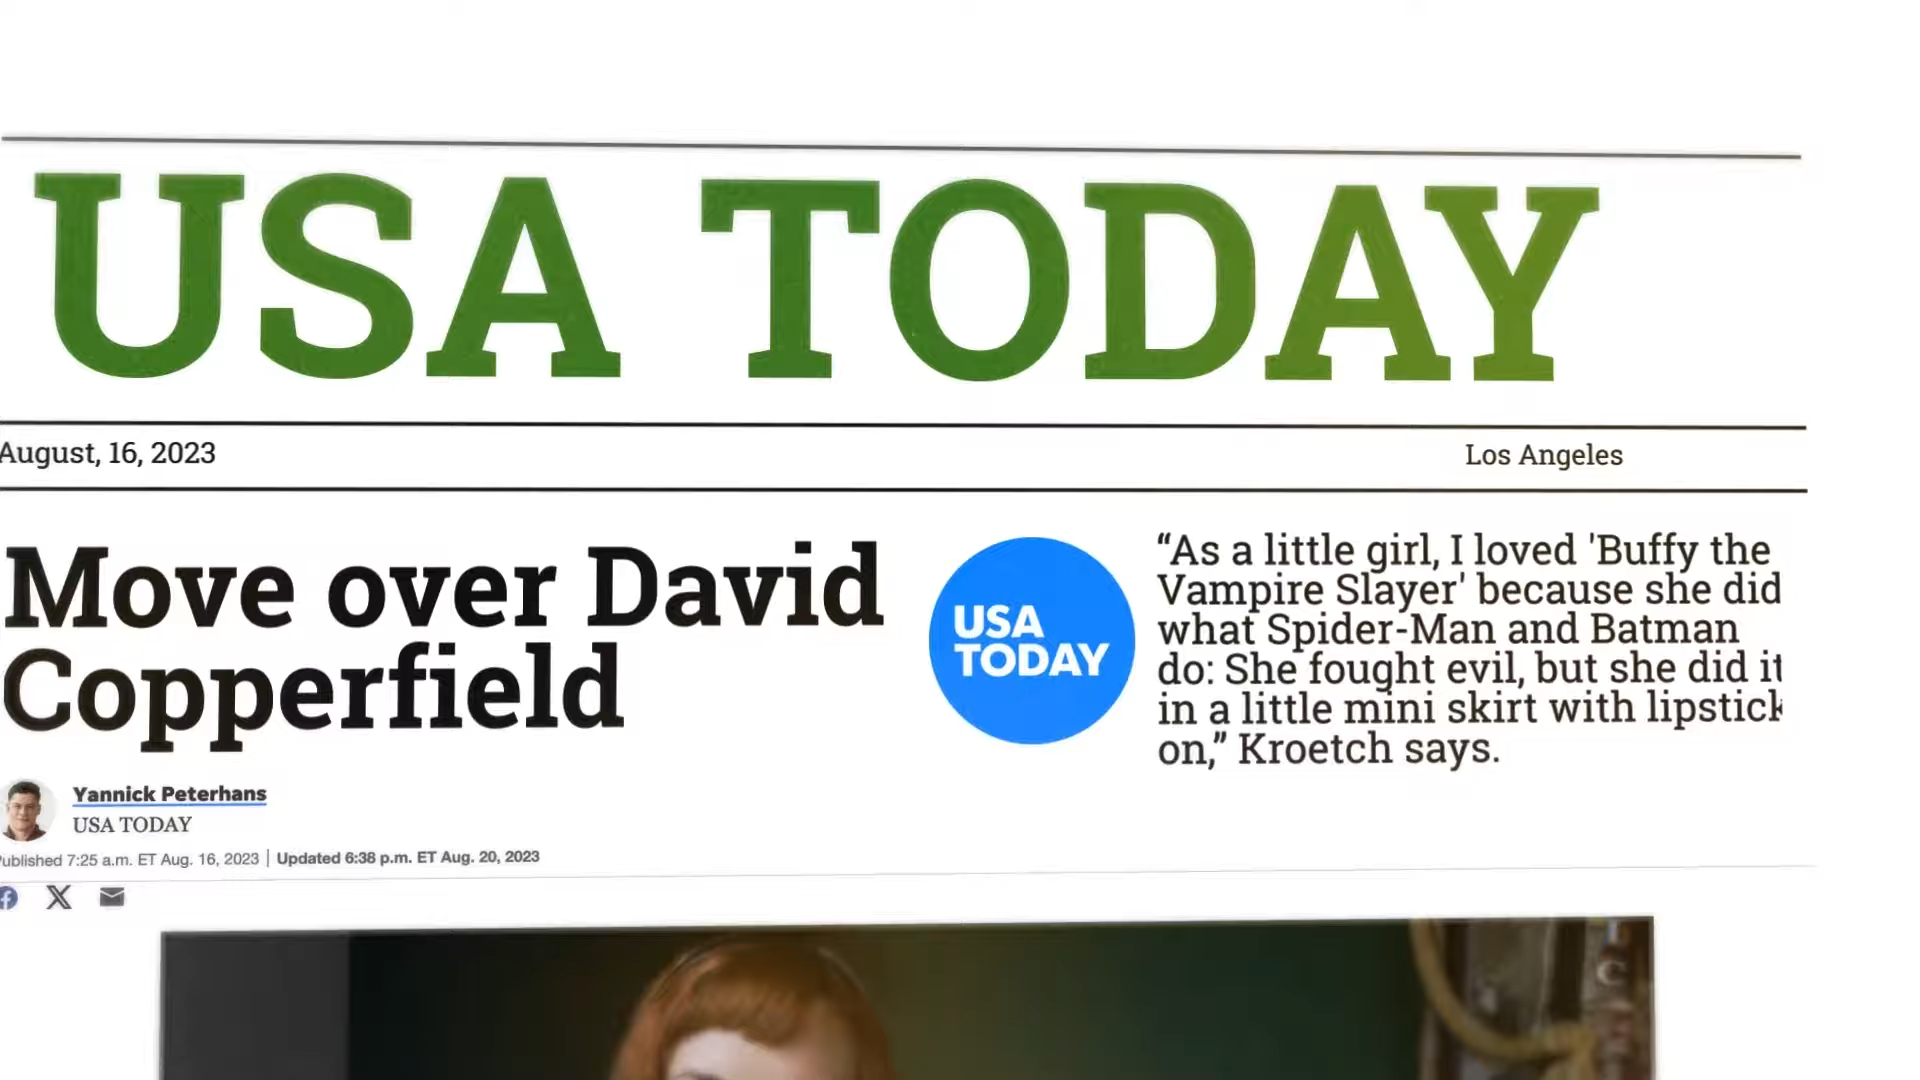 USA TODAY
August, 16, 2023
Los Angeles
Move over David
Copperfield
USA
TODAY
“As a little girl, I loved 'Buffy the
Vampire Slayer' because she did
what Spider-Man and Batman
do: She fought evil, but she did it
in a little mini skirt with lipstick
on,” Kroetch says.
Yannick Peterhans
USA TODAY
Published 7:25 a.m. ET Aug. 16, 2023 | Updated 6:38 p.m. ET Aug. 20, 2023